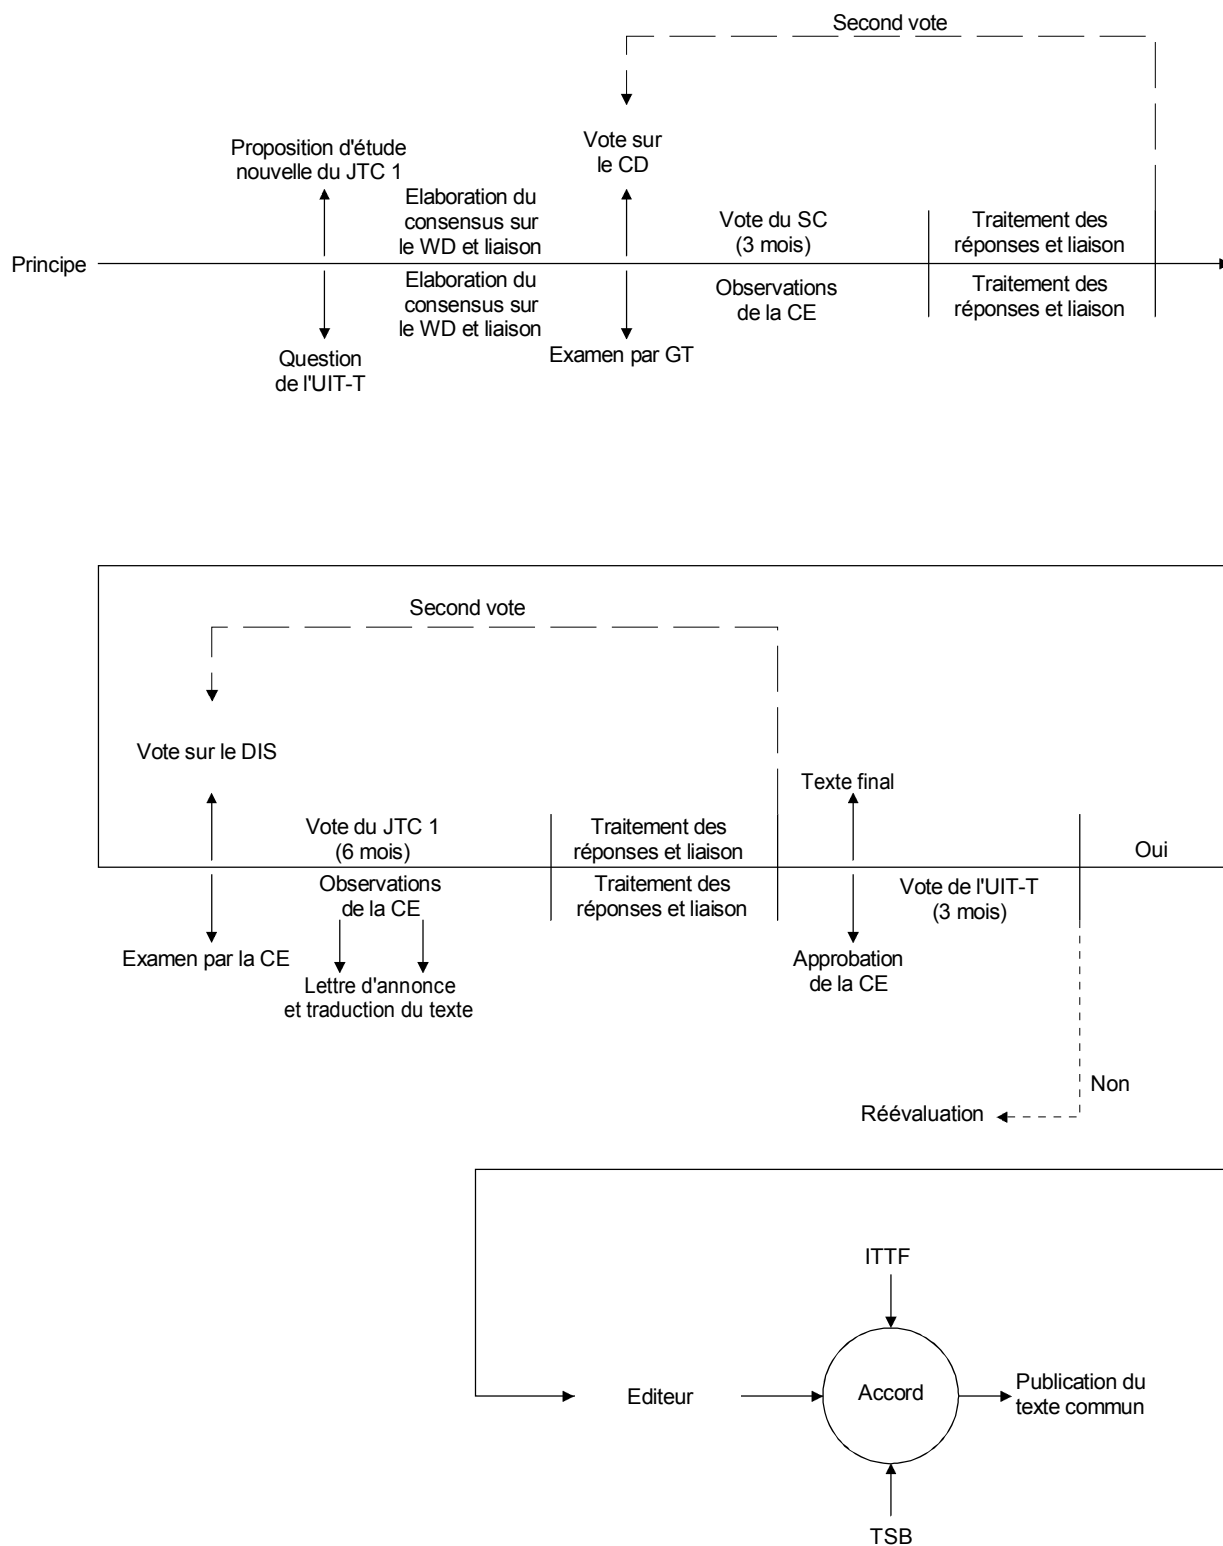 Second vote
Vote sur
le CD
Proposition d'étude
nouvelle du JTC 1
Elaboration du
consensus sur
le WD et liaison
Vote du SC
(3 mois)
Traitement des
réponses et liaison
Principe
Elaboration du
consensus sur
le WD et liaison
Observations
de la CE
Traitement des
réponses et liaison
Question
de l'UIT-T
Examen par GT
Second vote
Vote sur le DIS
Texte final
Vote du JTC 1
(6 mois)
Traitement des
réponses et liaison
Oui
Observations
de la CE
Traitement des
réponses et liaison
Vote de l'UIT-T
(3 mois)
Examen par la CE
Lettre d'annonce
et traduction du texte
Approbation
de la CE
Non
Réévaluation
ITTF
Editeur
Accord
Publication du
texte commun
TSB